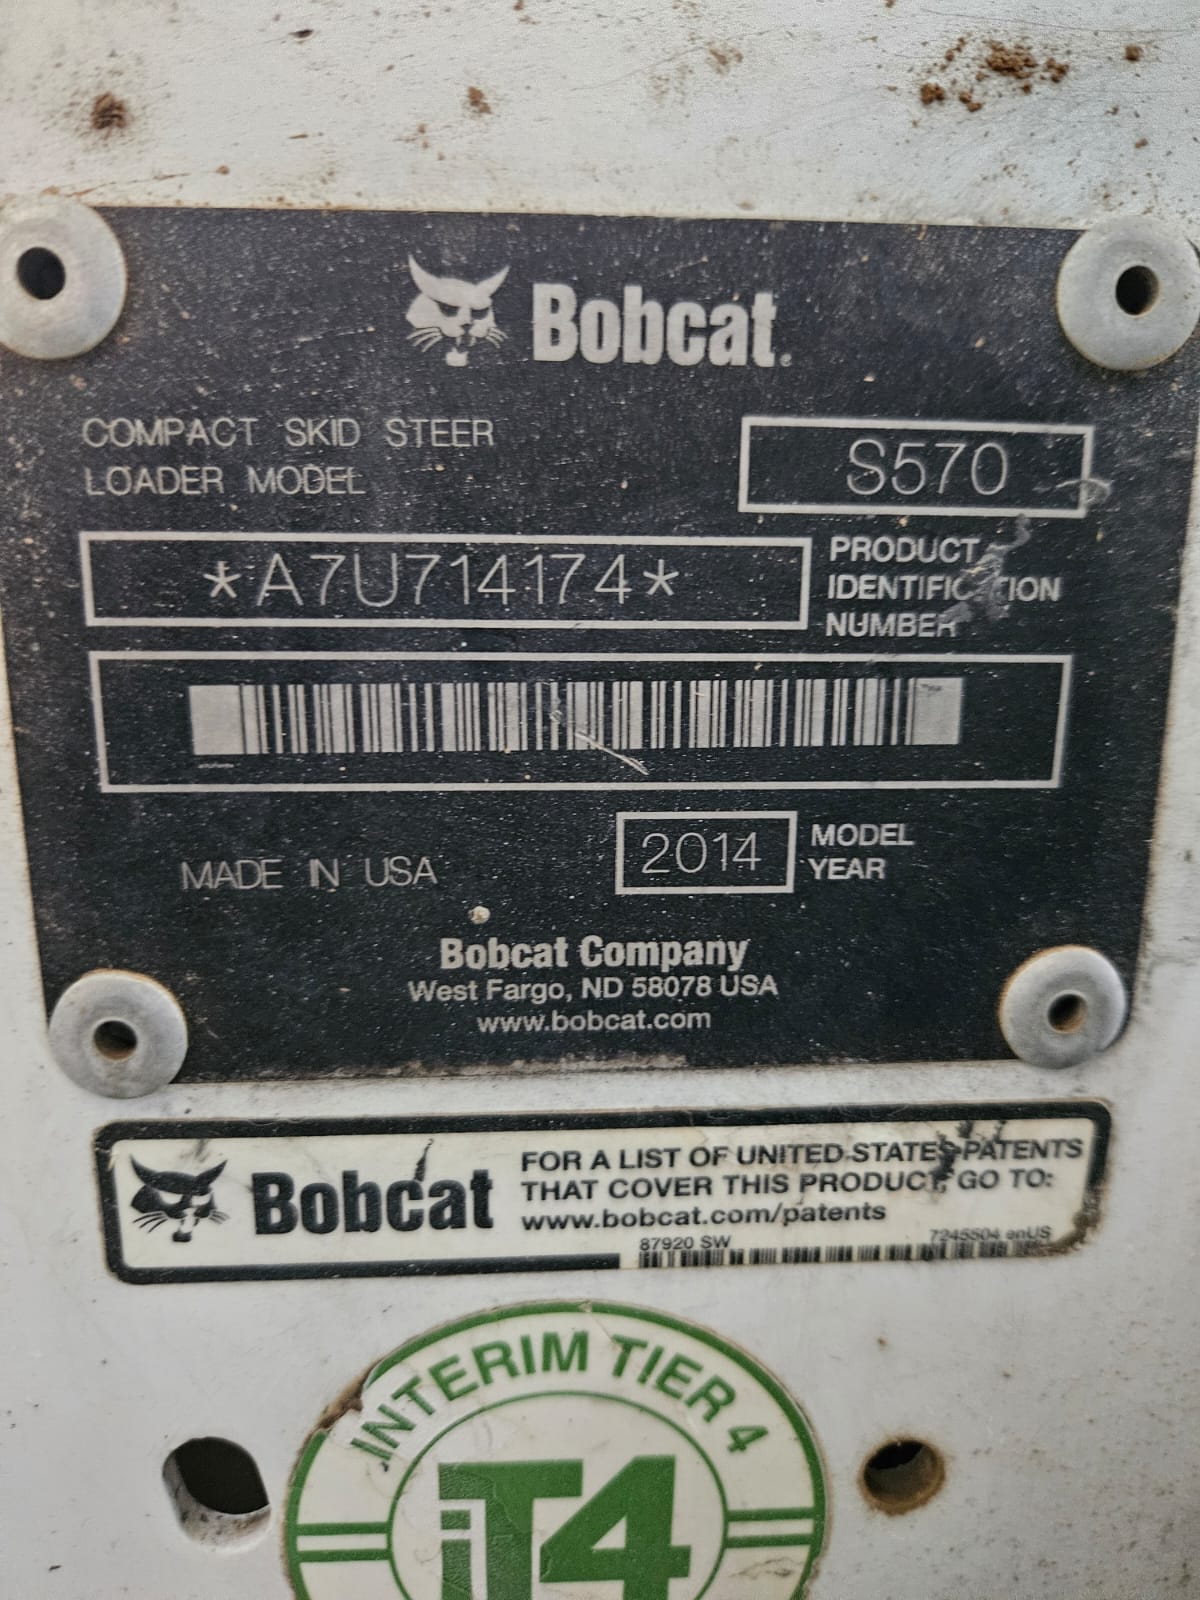 Bobcat.
COMPACT SKID STEER
LOADER MODEL
S570
*A7U714174*
PRODUCT
IDENTIFICATION
NUMBER
MADE IN USA
2014
MODEL
YEAR
Bobcat Company
West Fargo, ND 58078 USA
www.bobcat.com
Bobcat
FOR A LIST OF UNITED STATES PATENTS
THAT COVER THIS PRODUCT, GO TO:
www.bobcat.com/patents
87920 SW
7245504 enUS
INTERIM TIER 4
iT4